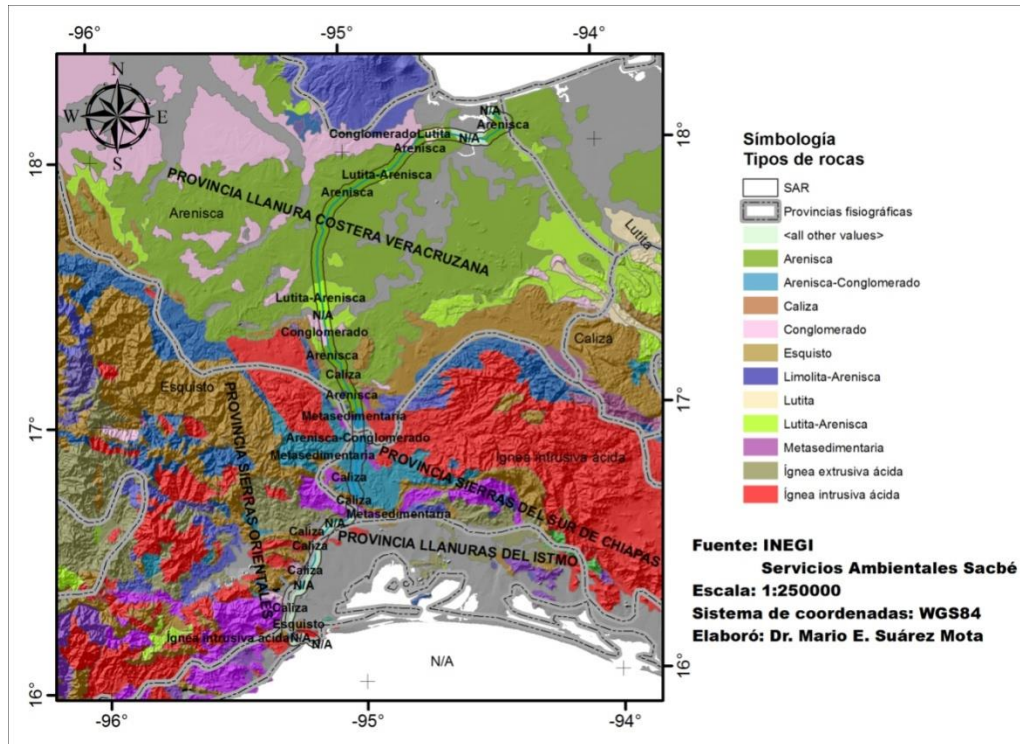 -96°
-95°
-94°
N
W
E
S
18°
18°
N/A
Arenisca
Conglomerado
Lutita
N/A
Arenisca
Lutita-Arenisca
Arenisca
PROVINCIA LLANURA COSTERA VERACRUZANA
Arenisca
Lutita
Lutita-Arenisca
N/A
Conglomerado
Caliza
Arenisca
Caliza
Esquisto
Arenisca
17°
17°
Metasedimentaria
Arenisca-Conglomerado
Metasedimentaria
Ígnea intrusiva ácida
PROVINCIA SIERRAS ORIENTALES
PROVINCIA SIERRAS DEL SUR DE CHIAPAS
Caliza
Caliza
Metasedimentaria
N/A
Caliza
PROVINCIA LLANURAS DEL ISTMO
Caliza
Caliza
N/A
Caliza
Esquisto
Ígnea intrusiva ácida
N/A
N/A
N/A
16°
16°
-96°
-95°
-94°
Símbología
Tipos de rocas
SAR
Provincias fisiográficas
<all other values>
Arenisca
Arenisca-Conglomerado
Caliza
Conglomerado
Esquisto
Limolita-Arenisca
Lutita
Lutita-Arenisca
Metasedimentaria
Ígnea extrusiva ácida
Ígnea intrusiva ácida
Fuente: INEGI
Servicios Ambientales Sacbé
Escala: 1:250000
Sistema de coordenadas: WGS84
Elaboró: Dr. Mario E. Suárez Mota